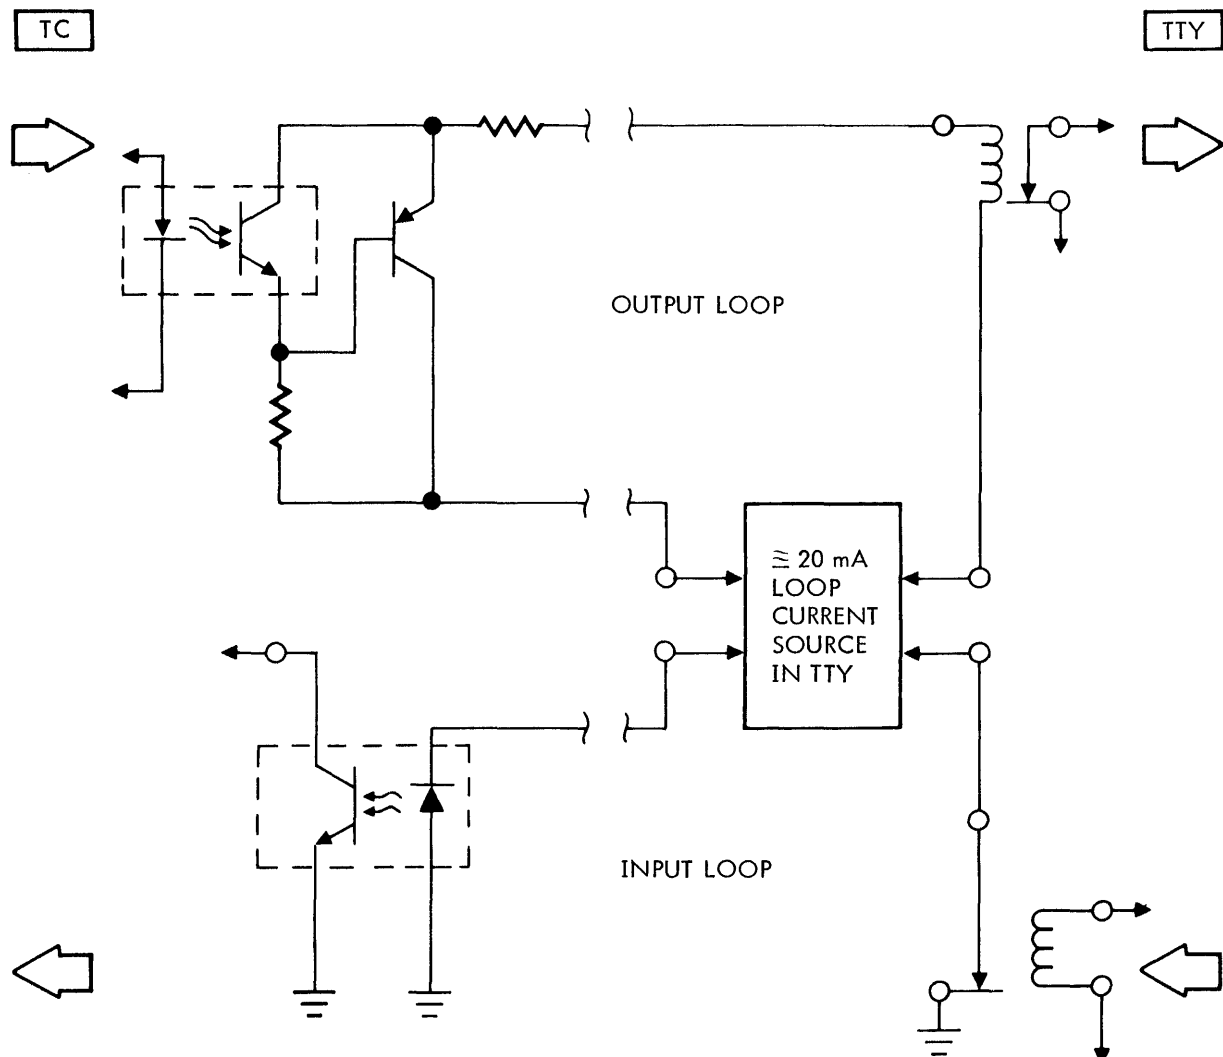 TC
TTY
OUTPUT LOOP
≅ 20 mA
LOOP
CURRENT
SOURCE
IN TTY
INPUT LOOP